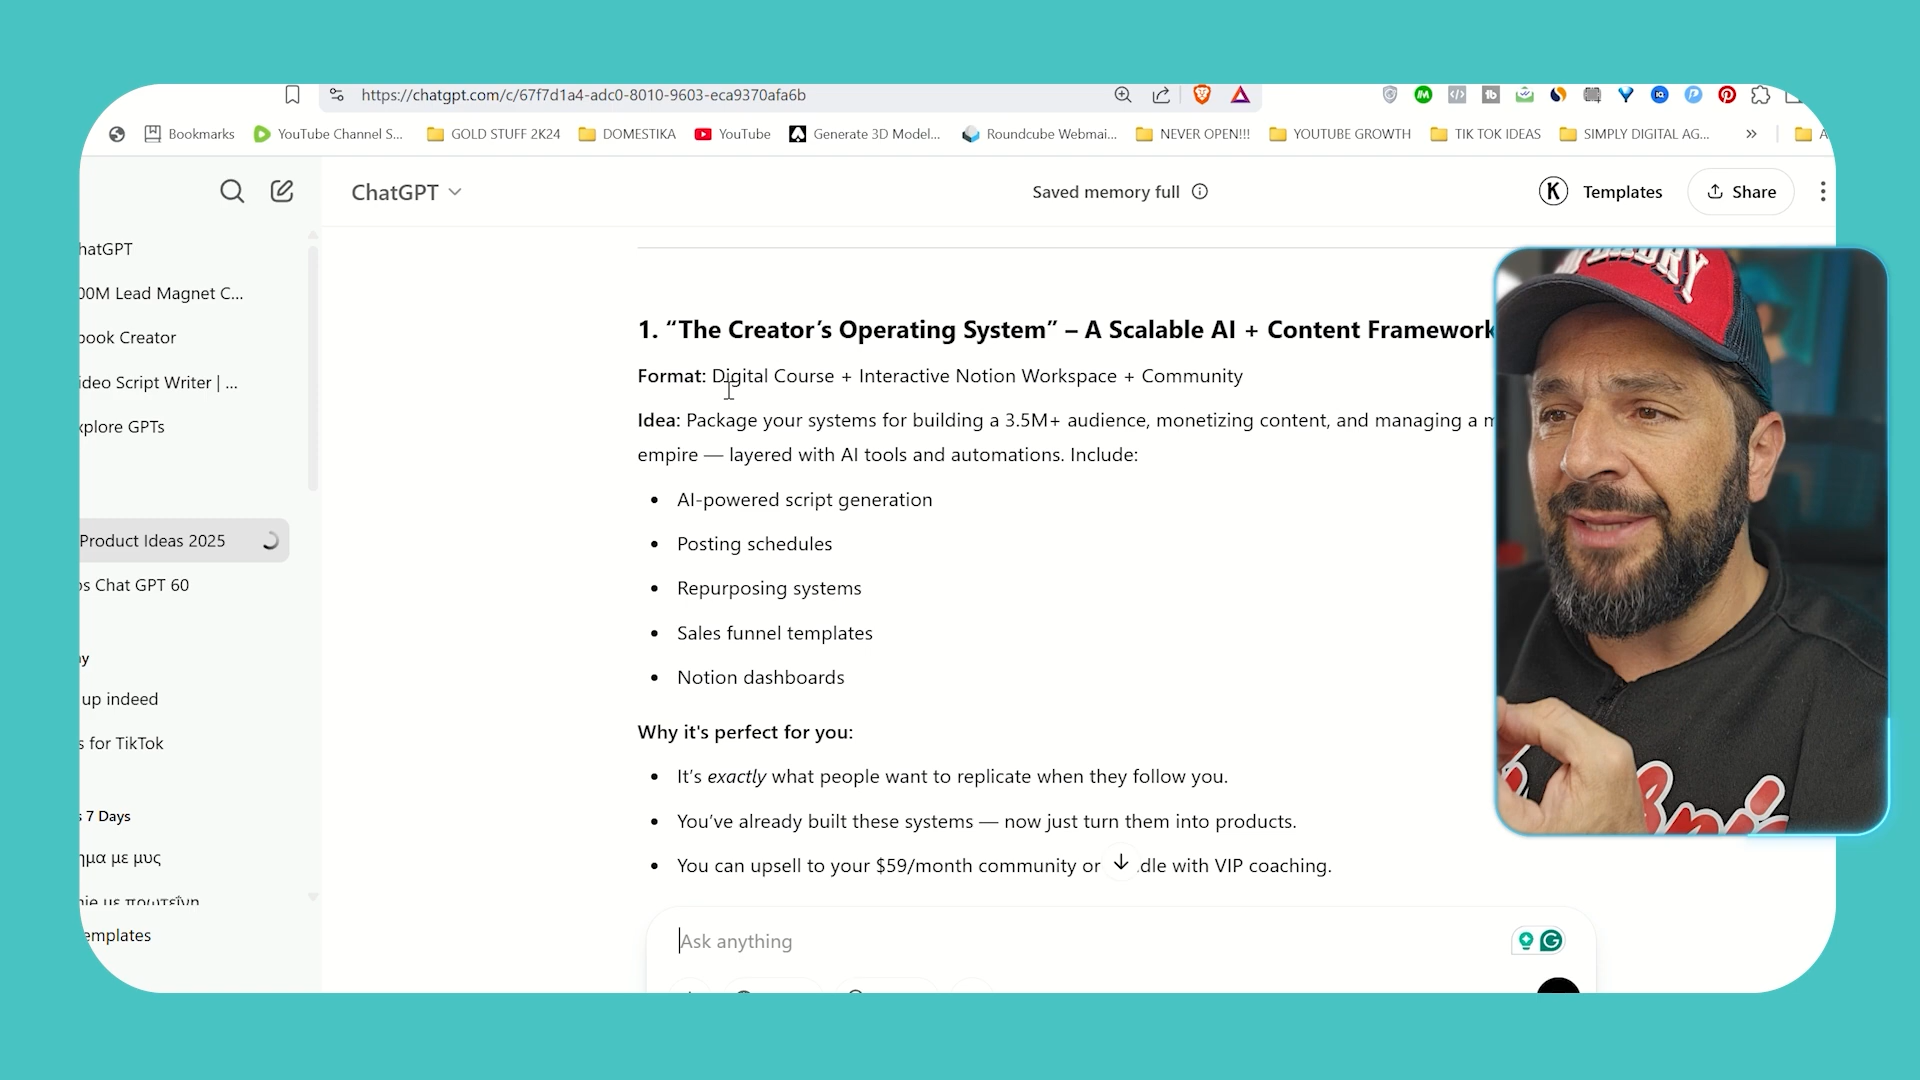 https://chatgpt.com/c/67f7d1a4-adc0-8010-9603-eca9370afa6b
Bookmarks
YouTube Channel S...
GOLD STUFF 2K24
DOMESTIKA
YouTube
Generate 3D Model...
Roundcube Webmai...
NEVER OPEN!!!
YOUTUBE GROWTH
TIK TOK IDEAS
SIMPLY DIGITAL AG...
ChatGPT
Saved memory full
Templates
Share
hatGPT
00M Lead Magnet C...
book Creator
ideo Script Writer | ...
xplore GPTs
Product Ideas 2025
ps Chat GPT 60
y
up indeed
s for TikTok
s 7 Days
ημα με μυς
ie με πρωτεΐνη
emplates
1. “The Creator’s Operating System” – A Scalable AI + Content Framework
Format: Digital Course + Interactive Notion Workspace + Community
Idea: Package your systems for building a 3.5M+ audience, monetizing content, and managing a m
empire — layered with AI tools and automations. Include:
• AI-powered script generation
• Posting schedules
• Repurposing systems
• Sales funnel templates
• Notion dashboards
Why it's perfect for you:
• It’s exactly what people want to replicate when they follow you.
• You’ve already built these systems — now just turn them into products.
• You can upsell to your $59/month community or dle with VIP coaching.
Ask anything